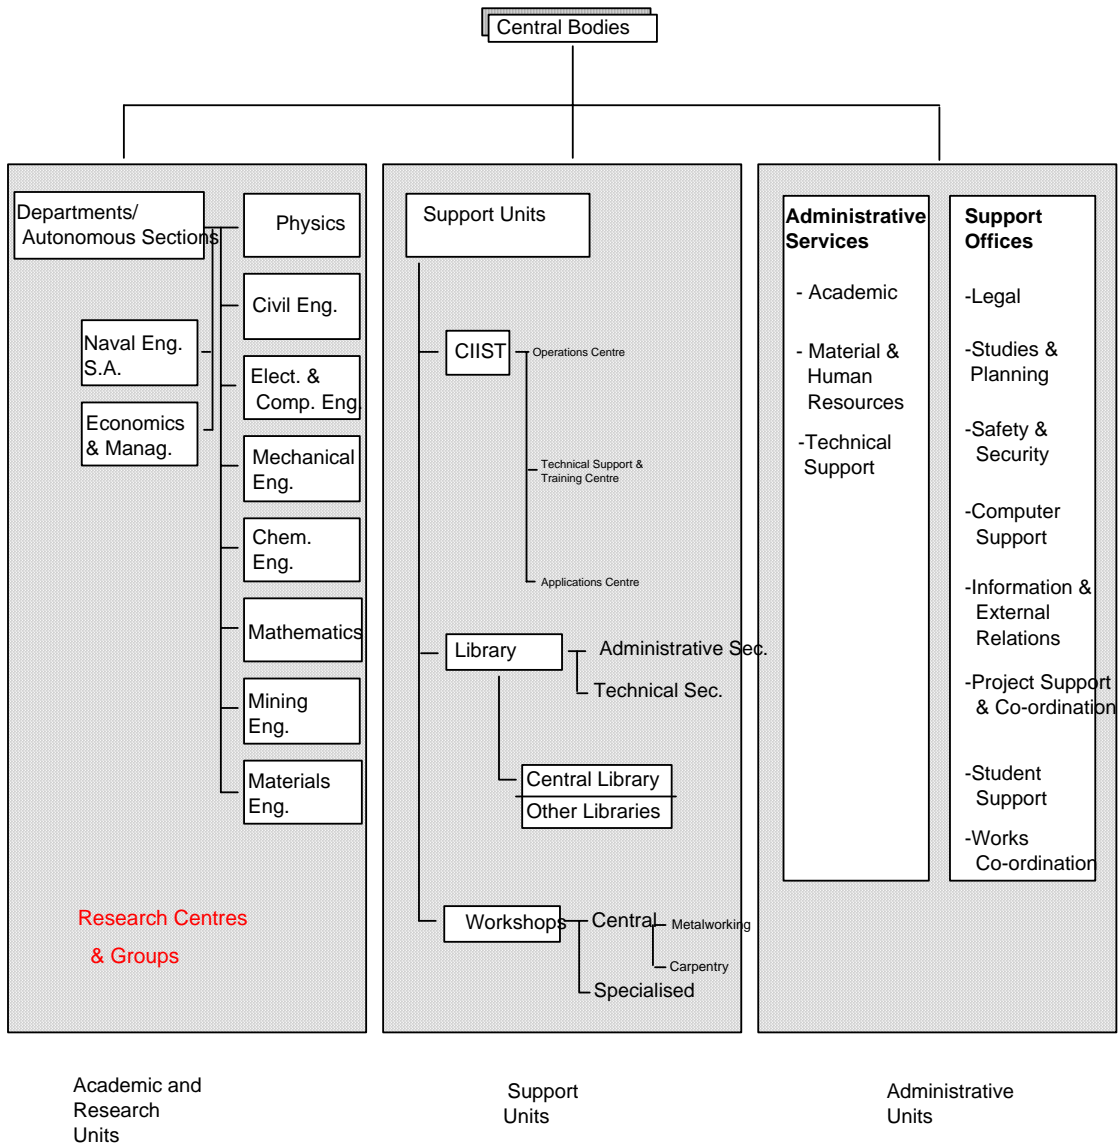 Central Bodies
Departments/
Autonomous Sections
Physics
Civil Eng.
Naval Eng.
S.A.
Elect. &
Comp. Eng.
Economics
& Manag.
Mechanical
Eng.
Chem.
Eng.
Mathematics
Mining
Eng.
Materials
Eng.
Research Centres
& Groups
Academic and
Research
Units
Support Units
CIIST
Operations Centre
Technical Support &
Training Centre
Applications Centre
Library
Administrative Sec.
Technical Sec.
Central Library
Other Libraries
Workshops
Central
Metalworking
Carpentry
Specialised
Support
Units
Administrative
Services
- Academic
- Material &
Human
Resources
-Technical
Support
Support
Offices
-Legal
-Studies &
Planning
-Safety &
Security
-Computer
Support
-Information &
External
Relations
-Project Support
& Co-ordination
-Student
Support
-Works
Co-ordination
Administrative
Units